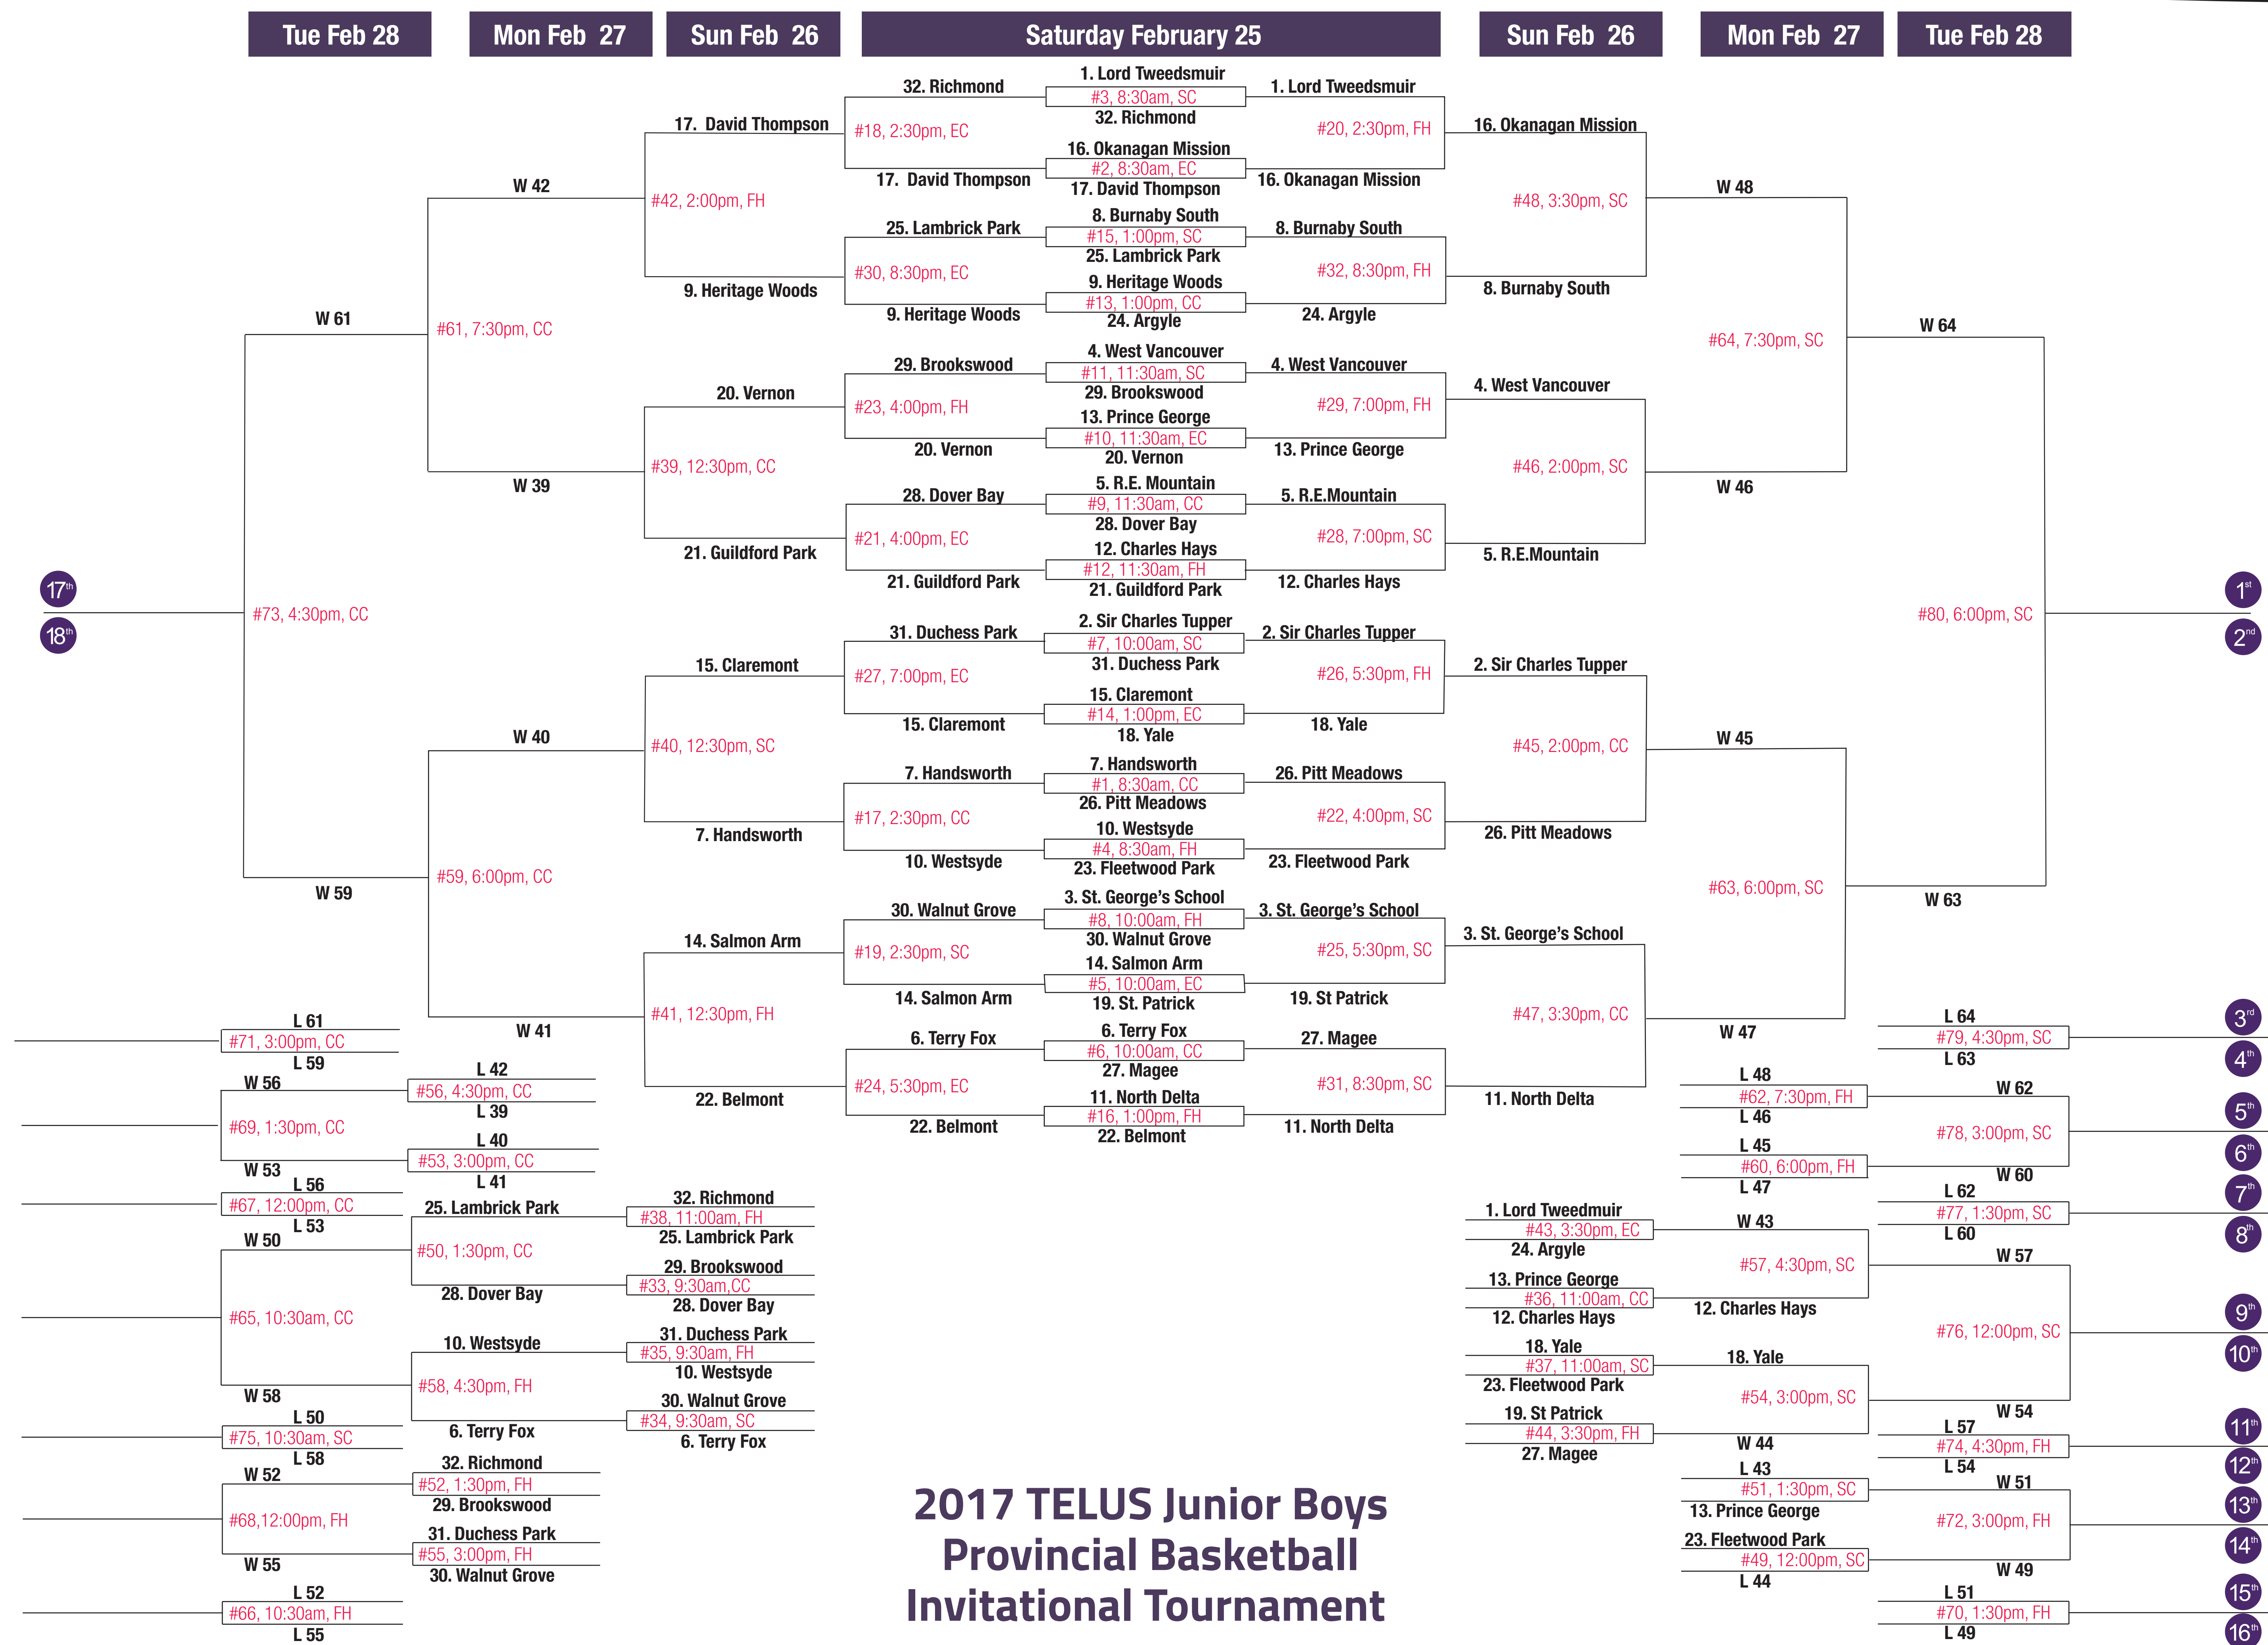 Tue Feb 28
Mon Feb 27
Sun Feb 26
Saturday February 25
Sun Feb 26
Mon Feb 27
Tue Feb 28
1. Lord Tweedsmuir
#3, 8:30am, SC
32. Richmond
16. Okanagan Mission
#2, 8:30am, EC
17. David Thompson
8. Burnaby South
#15, 1:00pm, SC
25. Lambrick Park
9. Heritage Woods
#13, 1:00pm, CC
24. Argyle
4. West Vancouver
#11, 11:30am, SC
29. Brookswood
13. Prince George
#10, 11:30am, EC
20. Vernon
5. R.E. Mountain
#9, 11:30am, CC
28. Dover Bay
12. Charles Hays
#12, 11:30am, FH
21. Guildford Park
2. Sir Charles Tupper
#7, 10:00am, SC
31. Duchess Park
15. Claremont
#14, 1:00pm, EC
18. Yale
7. Handsworth
#1, 8:30am, CC
26. Pitt Meadows
10. Westsyde
#4, 8:30am, FH
23. Fleetwood Park
3. St. George’s School
#8, 10:00am, FH
30. Walnut Grove
14. Salmon Arm
#5, 10:00am, EC
19. St. Patrick
6. Terry Fox
#6, 10:00am, CC
27. Magee
11. North Delta
#16, 1:00pm, FH
22. Belmont
32. Richmond
#18, 2:30pm, EC
17. David Thompson
25. Lambrick Park
#30, 8:30pm, EC
9. Heritage Woods
29. Brookswood
#23, 4:00pm, FH
20. Vernon
28. Dover Bay
#21, 4:00pm, EC
21. Guildford Park
31. Duchess Park
#27, 7:00pm, EC
15. Claremont
7. Handsworth
#17, 2:30pm, CC
10. Westsyde
30. Walnut Grove
#19, 2:30pm, SC
14. Salmon Arm
6. Terry Fox
#24, 5:30pm, EC
22. Belmont
17. David Thompson
#42, 2:00pm, FH
9. Heritage Woods
20. Vernon
#39, 12:30pm, CC
21. Guildford Park
15. Claremont
#40, 12:30pm, SC
7. Handsworth
14. Salmon Arm
#41, 12:30pm, FH
22. Belmont
W 42
#61, 7:30pm, CC
W 39
W 40
#59, 6:00pm, CC
W 41
W 61
#73, 4:30pm, CC
W 59
17th
18th
1. Lord Tweedsmuir
#20, 2:30pm, FH
16. Okanagan Mission
8. Burnaby South
#32, 8:30pm, FH
24. Argyle
4. West Vancouver
#29, 7:00pm, FH
13. Prince George
5. R.E.Mountain
#28, 7:00pm, SC
12. Charles Hays
2. Sir Charles Tupper
#26, 5:30pm, FH
18. Yale
26. Pitt Meadows
#22, 4:00pm, SC
23. Fleetwood Park
3. St. George’s School
#25, 5:30pm, SC
19. St Patrick
27. Magee
#31, 8:30pm, SC
11. North Delta
16. Okanagan Mission
#48, 3:30pm, SC
8. Burnaby South
4. West Vancouver
#46, 2:00pm, SC
5. R.E.Mountain
2. Sir Charles Tupper
#45, 2:00pm, CC
26. Pitt Meadows
3. St. George’s School
#47, 3:30pm, CC
11. North Delta
W 48
#64, 7:30pm, SC
W 46
W 45
#63, 6:00pm, SC
W 47
W 64
#80, 6:00pm, SC
W 63
1st
2nd
L 61
#71, 3:00pm, CC
L 59
W 56
#69, 1:30pm, CC
W 53
L 42
#56, 4:30pm, CC
L 39
L 40
#53, 3:00pm, CC
L 41
L 56
#67, 12:00pm, CC
L 53
W 50
#65, 10:30am, CC
W 58
25. Lambrick Park
#50, 1:30pm, CC
28. Dover Bay
10. Westsyde
#58, 4:30pm, FH
6. Terry Fox
32. Richmond
#38, 11:00am, FH
25. Lambrick Park
29. Brookswood
#33, 9:30am,CC
28. Dover Bay
31. Duchess Park
#35, 9:30am, FH
10. Westsyde
30. Walnut Grove
#34, 9:30am, SC
6. Terry Fox
L 50
#75, 10:30am, SC
L 58
W 52
#68,12:00pm, FH
W 55
32. Richmond
#52, 1:30pm, FH
29. Brookswood
31. Duchess Park
#55, 3:00pm, FH
30. Walnut Grove
L 52
#66, 10:30am, FH
L 55
L 64
#79, 4:30pm, SC
L 63
3rd
4th
L 48
#62, 7:30pm, FH
L 46
L 45
#60, 6:00pm, FH
L 47
W 62
#78, 3:00pm, SC
W 60
5th
6th
L 62
#77, 1:30pm, SC
L 60
7th
8th
1. Lord Tweedmuir
#43, 3:30pm, EC
24. Argyle
13. Prince George
#36, 11:00am, CC
12. Charles Hays
18. Yale
#37, 11:00am, SC
23. Fleetwood Park
19. St Patrick
#44, 3:30pm, FH
27. Magee
W 43
#57, 4:30pm, SC
12. Charles Hays
18. Yale
#54, 3:00pm, SC
W 44
W 57
#76, 12:00pm, SC
W 54
9th
10th
L 57
#74, 4:30pm, FH
L 54
11th
12th
L 43
#51, 1:30pm, SC
13. Prince George
23. Fleetwood Park
#49, 12:00pm, SC
L 44
W 51
#72, 3:00pm, FH
W 49
13th
14th
L 51
#70, 1:30pm, FH
L 49
15th
16th
2017 TELUS Junior Boys
Provincial Basketball
Invitational Tournament